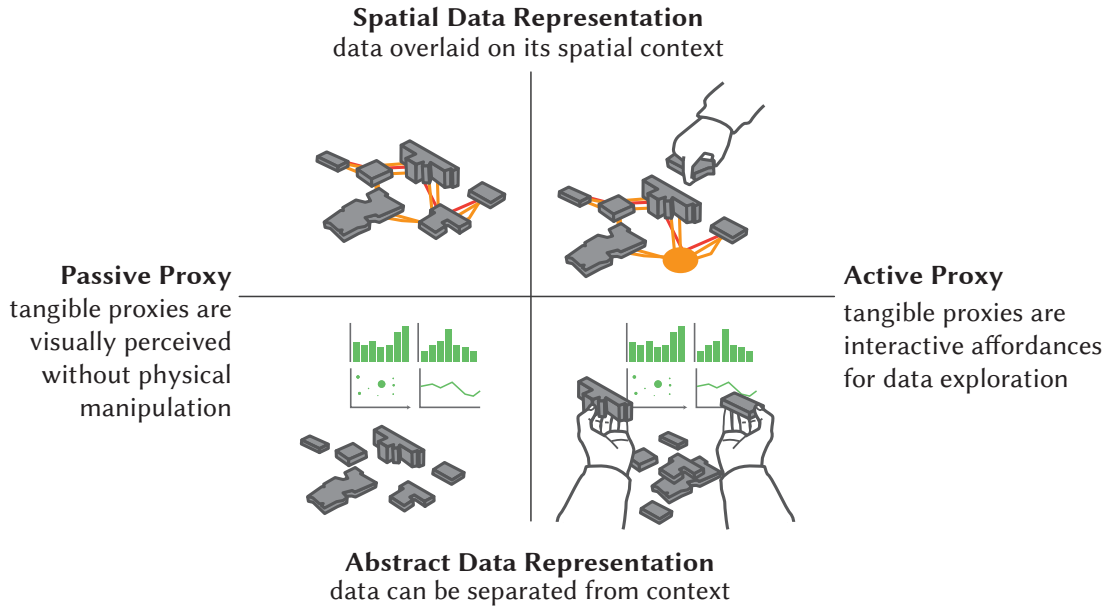 Spatial Data Representation
data overlaid on its spatial context
Passive Proxy
tangible proxies are
visually perceived
without physical
manipulation
Active Proxy
tangible proxies are
interactive affordances
for data exploration
Abstract Data Representation
data can be separated from context